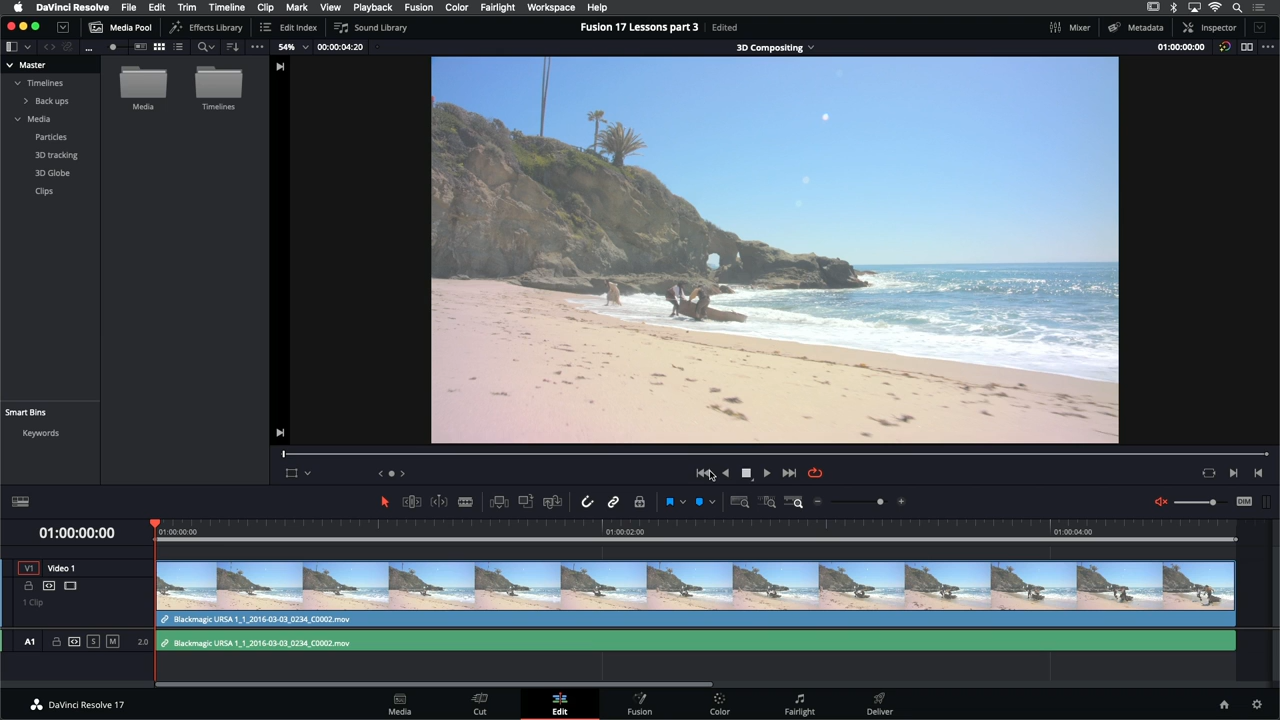 DaVinci Resolve File Edit Trim Timeline Clip Mark View Playback Fusion Color Fairlight Workspace Help
Media Pool Effects Library Edit Index Sound Library Fusion 17 Lessons part 3 Edited Mixer Metadata Inspector
... 54% 00:00:04:20 3D Compositing 01:00:00:00
Master
Timelines
Back ups
Media
Particles
3D tracking
3D Globe
Clips
Media Timelines
Smart Bins
Keywords
DIM
01:00:00:00 01:00:00:00 01:00:02:00 01:00:04:00
V1 Video 1
1 Clip
Blackmagic URSA 1_1_2016-03-03_0234_C0002.mov
A1 S M 2.0 Blackmagic URSA 1_1_2016-03-03_0234_C0002.mov
DaVinci Resolve 17 Media Cut Edit Fusion Color Fairlight Deliver